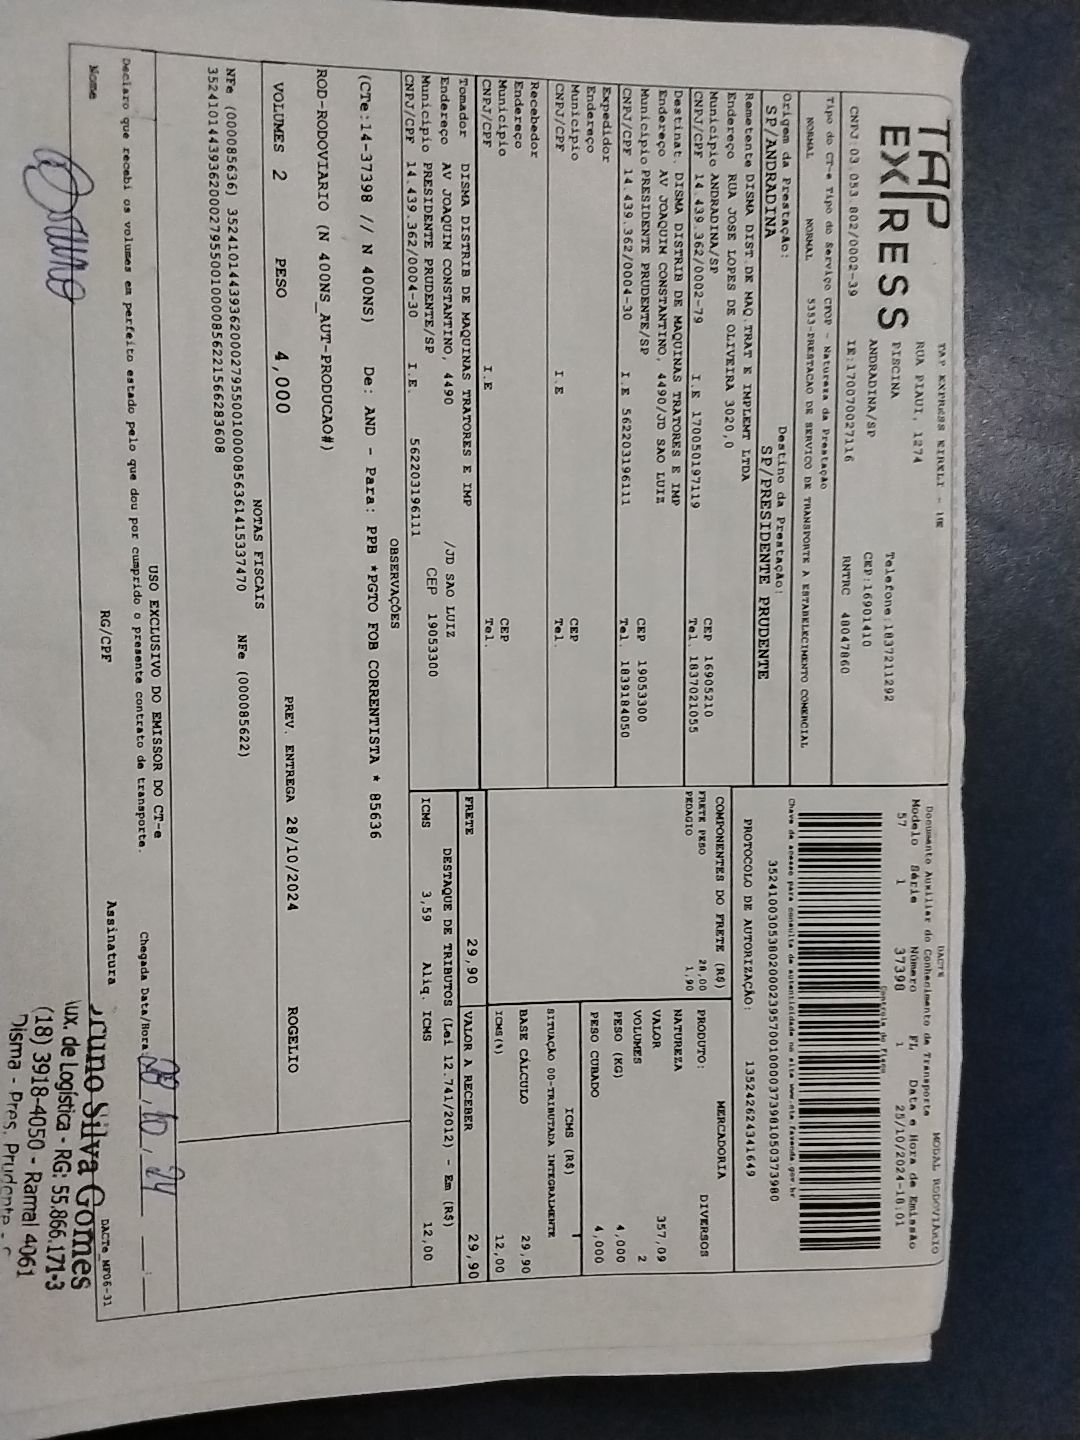 TAP
EXPRESS
TAP EXPRESS EIRELI - ME
RUA PIAUI, 1274
PISCINA
ANDRADINA/SP
Telefone:1837211292
CEP:16901410
CNPJ:03.053.802/0002-39 IE:170070027116 RNTRC 48047860
DACTE MODAL RODOVIÁRIO
Documento Auxiliar do Conhecimento de Transporte
Modelo Série Número FL Data e Hora de Emissão
57 1 37398 1 25/10/2024-18:01
Controle do Fisco
Chave de acesso para consulta de autenticidade no site www.cte.fazenda.gov.br
35241003053802000239570010000373981050373980
PROTOCOLO DE AUTORIZAÇÃO: 135242624341649
Tipo do CT-e Tipo do Serviço CFOP - Natureza da Prestação
NORMAL NORMAL 5353-PRESTACAO DE SERVICO DE TRANSPORTE A ESTABELECIMENTO COMERCIAL
Origem da Prestação: Destino da Prestação:
SP/ANDRADINA SP/PRESIDENTE PRUDENTE
Remetente DISMA DIST.DE MAQ.TRAT E IMPLEMT LTDA
Endereço RUA JOSE LOPES DE OLIVEIRA 3020,0
Município ANDRADINA/SP CEP 16905210
CNPJ/CPF 14.439.362/0002-79 I.E 170050197119 Tel. 1837021055
Destinat. DISMA DISTRIB DE MAQUINAS TRATORES E IMP
Endereço AV JOAQUIM CONSTANTINO, 4490/JD SAO LUIZ
Município PRESIDENTE PRUDENTE/SP CEP 19053300
CNPJ/CPF 14.439.362/0004-30 I.E 562203196111 Tel. 1839184050
Expedidor
Endereço
Município CEP
CNPJ/CPF I.E Tel.
Recebedor
Endereço
Município CEP
CNPJ/CPF I.E Tel.
Tomador DISMA DISTRIB DE MAQUINAS TRATORES E IMP
Endereço AV JOAQUIM CONSTANTINO, 4490 /JD SAO LUIZ
Município PRESIDENTE PRUDENTE/SP CEP 19053300
CNPJ/CPF 14.439.362/0004-30 I.E. 562203196111
COMPONENTES DO FRETE (R$)
FRETE PESO 28,00
PEDAGIO 1,90
MERCADORIA
PRODUTO: DIVERSOS
NATUREZA
VALOR 357,09
VOLUMES 2
PESO (KG) 4,000
PESO CUBADO 4,000
ICMS (R$)
SITUAÇÃO 00-TRIBUTADA INTEGRALMENTE
BASE CÁLCULO 29,90
ICMS(%) 12,00
FRETE 29,90 VALOR A RECEBER 29,90
DESTAQUE DE TRIBUTOS (Lei 12.741/2012) - Em (R$)
ICMS 3,59 Aliq. ICMS 12,00
OBSERVAÇÕES
(CTe:14-37398 // N 400NS) De: AND - Para: PPB *PGTO FOB CORRENTISTA * 85636
ROD-RODOVIARIO (N 400NS_AUT-PRODUCAO#)
VOLUMES 2 PESO 4,000 PREV. ENTREGA 28/10/2024 ROGELIO
NOTAS FISCAIS
NFe (000085636) 35241014439362000279550010000856361415337470 NFe (000085622)
35241014439362000279550010000856221566283608
USO EXCLUSIVO DO EMISSOR DO CT-e
Declaro que recebi os volumes em perfeito estado pelo que dou por cumprido o presente contrato de transporte. Chegada Data/Hora 28, 10, 24
Nome RG/CPF Assinatura
DACTe_MF06-31
Bruno Silva Gomes
Aux. de Logística - RG: 55.866.171-3
(18) 3918-4050 - Ramal 4061
Disma - Pres. Prudente -